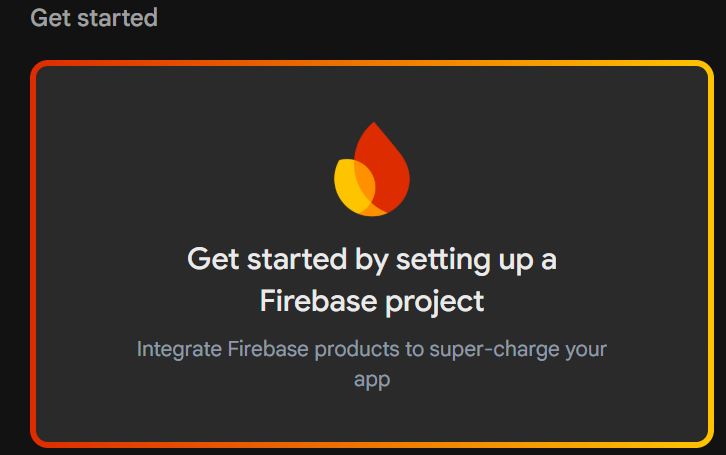 Get started
Get started by setting up a
Firebase project
Integrate Firebase products to super-charge your
app